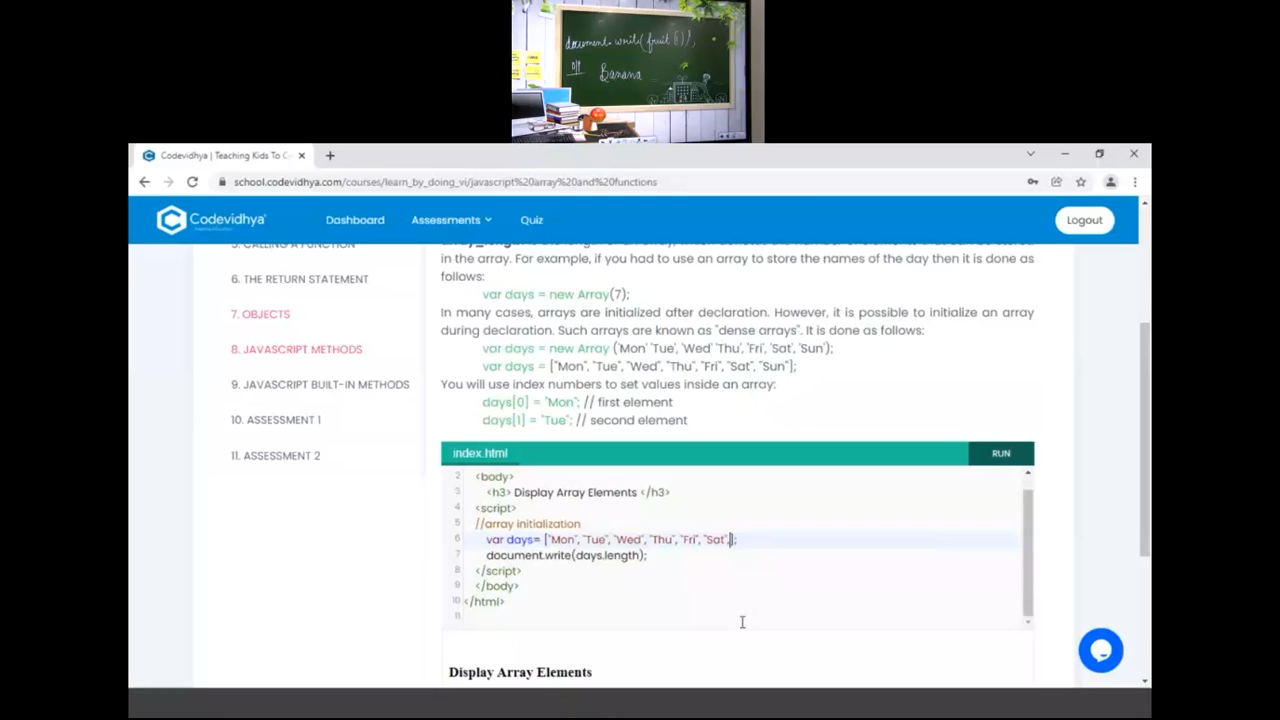 document.write(fruit[1]);
O/P
Banana
Codevidhya | Teaching Kids To C
school.codevidhya.com/courses/learn_by_doing_vi/javascript%20array%20and%20functions
Codevidhya
Dashboard
Assessments
Quiz
Logout
5. CALLING A FUNCTION
6. THE RETURN STATEMENT
7. OBJECTS
8. JAVASCRIPT METHODS
9. JAVASCRIPT BUILT-IN METHODS
10. ASSESSMENT 1
11. ASSESSMENT 2
in the array. For example, if you had to use an array to store the names of the day then it is done as
follows:
var days = new Array(7);
In many cases, arrays are initialized after declaration. However, it is possible to initialize an array
during declaration. Such arrays are known as "dense arrays". It is done as follows:
var days = new Array ('Mon' 'Tue', 'Wed' 'Thu', 'Fri', 'Sat', 'Sun');
var days = ["Mon", "Tue", "Wed", "Thu", "Fri", "Sat", "Sun"];
You will use index numbers to set values inside an array:
days[0] = "Mon"; // first element
days[1] = "Tue"; // second element
index.html
RUN
2 <body>
3 <h3> Display Array Elements </h3>
4 <script>
5 //array initialization
6 var days= ["Mon", "Tue", "Wed", "Thu", "Fri", "Sat",];
7 document.write(days.length);
8 </script>
9 </body>
10 </html>
11
Display Array Elements